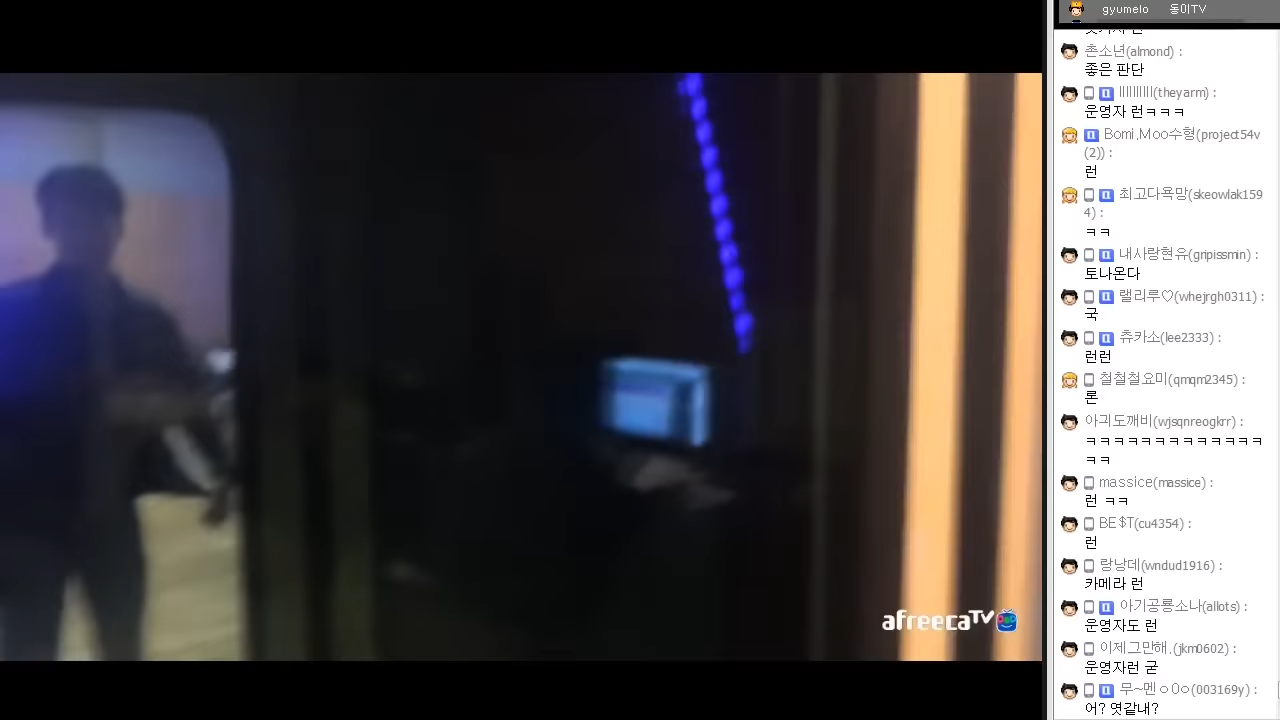 gyumelo 동이TV
촌소년(almond) :
좋은 판단
llllllllll(theyarm) :
운영자 런ㅋㅋㅋ
Bomi.Moo수형(project54v
(2)) :
런
최고다욕망(skeowlak159
4) :
ㅋㅋ
내사랑현유(gripissmin) :
토나온다
랠리루♡(whejrgh0311) :
국
츄카소(lee2333) :
런런
철철철요미(qmqm2345) :
론
아긔도깨비(wjsqnreogkrr) :
ㅋㅋㅋㅋㅋㅋㅋㅋㅋㅋㅋㅋㅋ
ㅋㅋ
massice(massice) :
런 ㅋㅋ
BE$T(cu4354) :
런
랑낭데(wndud1916) :
카메라 런
아기공룡소나(allots) :
운영자도 런
이제그만해.(jkm0602) :
운영자런 굳
무~멘ㅇ0ㅇ(003169y) :
어? 엿같내?
afreecaTV